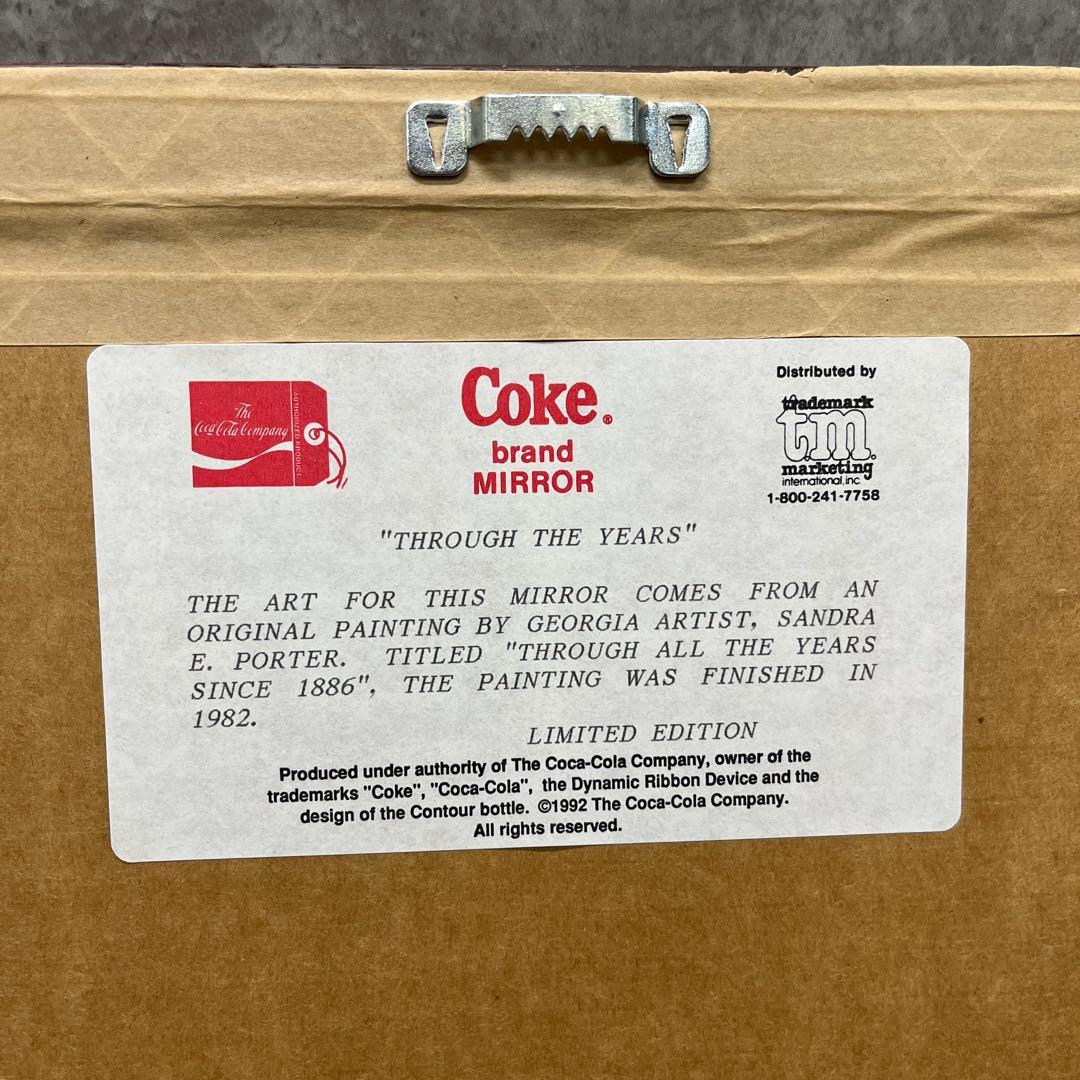 The
Coca-Cola Company
AUTHORIZED PRODUCT
Coke®
brand
MIRROR
Distributed by
trademark
t.m.
marketing
international, inc.
1-800-241-7758
"THROUGH THE YEARS"
THE ART FOR THIS MIRROR COMES FROM AN
ORIGINAL PAINTING BY GEORGIA ARTIST, SANDRA
E. PORTER. TITLED "THROUGH ALL THE YEARS
SINCE 1886", THE PAINTING WAS FINISHED IN
1982.
LIMITED EDITION
Produced under authority of The Coca-Cola Company, owner of the
trademarks "Coke", "Coca-Cola", the Dynamic Ribbon Device and the
design of the Contour bottle. ©1992 The Coca-Cola Company.
All rights reserved.